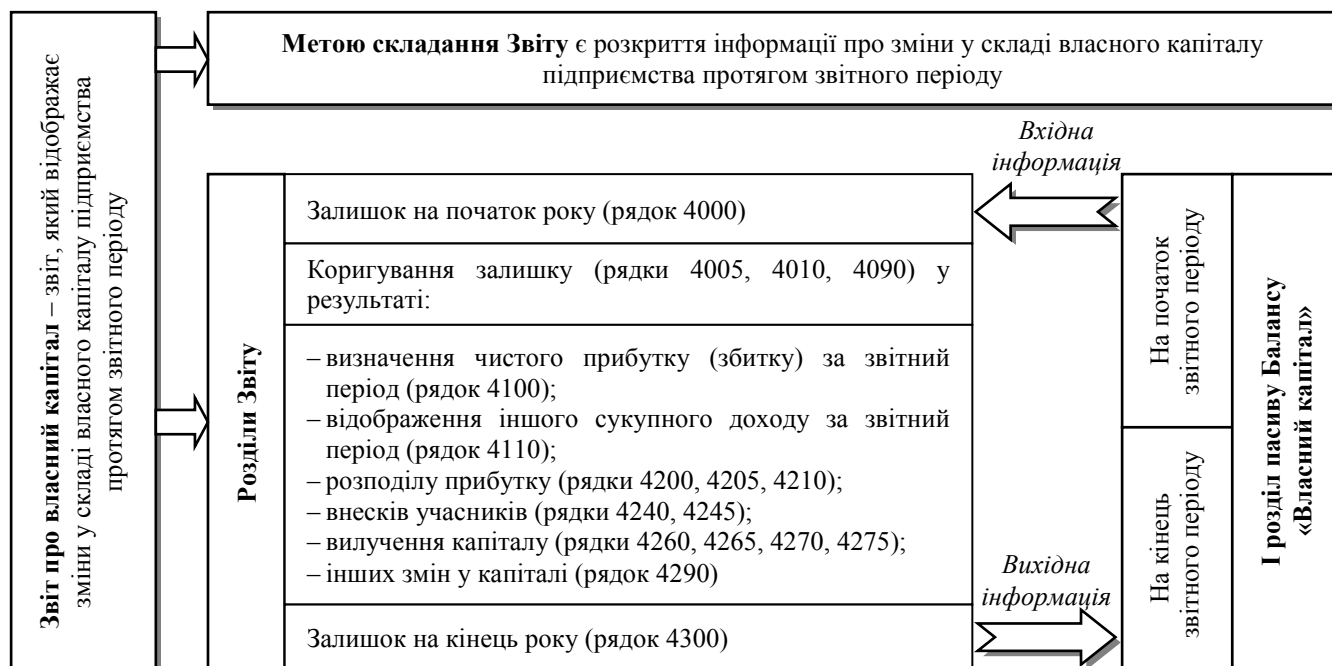 Звіт про власний капітал – звіт, який відображає
зміни у складі власного капіталу підприємства
протягом звітного періоду
Метою складання Звіту є розкриття інформації про зміни у складі власного капіталу
підприємства протягом звітного періоду
Розділи Звіту
Залишок на початок року (рядок 4000)
Коригування залишку (рядки 4005, 4010, 4090) у
результаті:
– визначення чистого прибутку (збитку) за звітний
період (рядок 4100);
– відображення іншого сукупного доходу за звітний
період (рядок 4110);
– розподілу прибутку (рядки 4200, 4205, 4210);
– внесків учасників (рядки 4240, 4245);
– вилучення капіталу (рядки 4260, 4265, 4270, 4275);
– інших змін у капіталі (рядок 4290)
Залишок на кінець року (рядок 4300)
Вхідна
інформація
Вихідна
інформація
На початок
звітного періоду
На кінець
звітного періоду
І розділ пасиву Балансу
«Власний капітал»